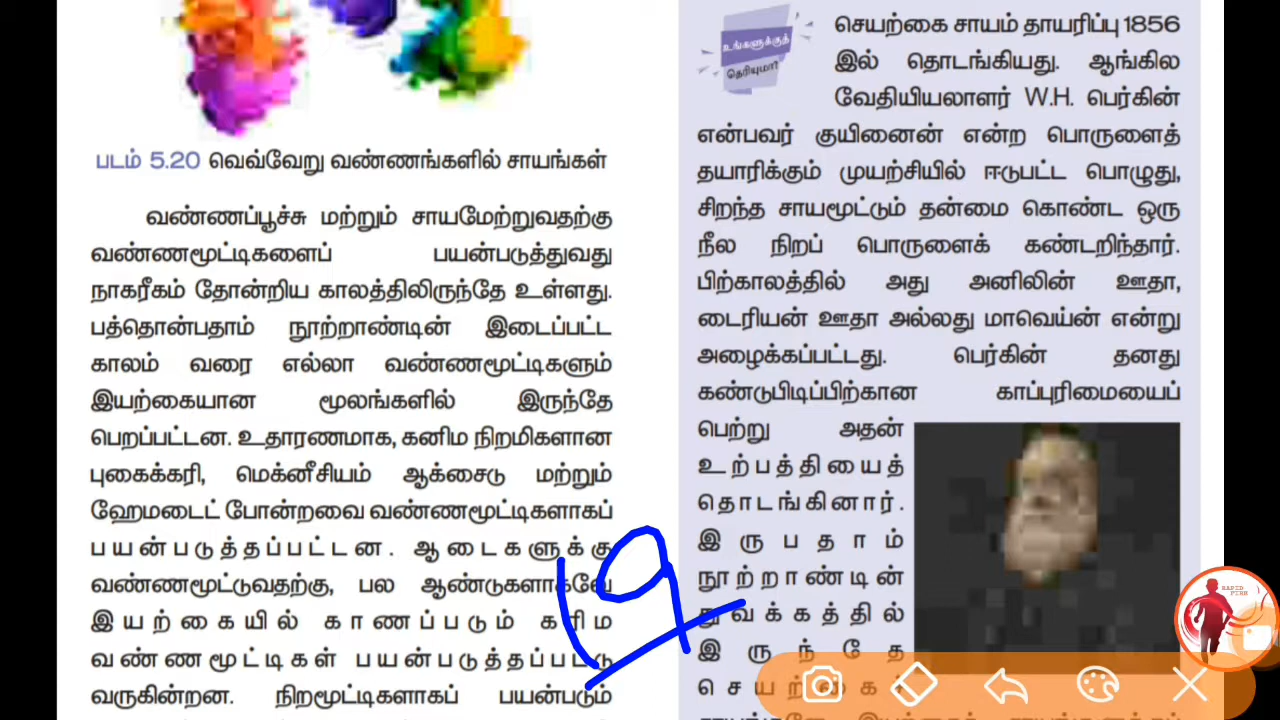 படம் 5.20 வெவ்வேறு வண்ணங்களில் சாயங்கள்
வண்ணப்பூச்சு மற்றும் சாயமேற்றுவதற்கு
வண்ணமூட்டிகளைப் பயன்படுத்துவது
நாகரீகம் தோன்றிய காலத்திலிருந்தே உள்ளது.
பத்தொன்பதாம் நூற்றாண்டின் இடைப்பட்ட
காலம் வரை எல்லா வண்ணமூட்டிகளும்
இயற்கையான மூலங்களில் இருந்தே
பெறப்பட்டன. உதாரணமாக, கனிம நிறமிகளான
புகைக்கரி, மெக்னீசியம் ஆக்சைடு மற்றும்
ஹேமடைட் போன்றவை வண்ணமூட்டிகளாகப்
பயன்படுத்தப்பட்டன. ஆடைகளுக்கு
வண்ணமூட்டுவதற்கு, பல ஆண்டுகளாகவே
இயற்கையில் காணப்படும் கரிம
வண்ணமூட்டிகள் பயன்படுத்தப்பட்டு
வருகின்றன. நிறமூட்டிகளாகப் பயன்படும்
உங்களுக்குத்
தெரியுமா?
செயற்கை சாயம் தாயரிப்பு 1856
இல் தொடங்கியது. ஆங்கில
வேதியியலாளர் W.H. பெர்கின்
என்பவர் குயினைன் என்ற பொருளைத்
தயாரிக்கும் முயற்சியில் ஈடுபட்ட பொழுது,
சிறந்த சாயமூட்டும் தன்மை கொண்ட ஒரு
நீல நிறப் பொருளைக் கண்டறிந்தார்.
பிற்காலத்தில் அது அனிலின் ஊதா,
டைரியன் ஊதா அல்லது மாவெய்ன் என்று
அழைக்கப்பட்டது. பெர்கின் தனது
கண்டுபிடிப்பிற்கான காப்புரிமையைப்
பெற்று அதன்
உற்பத்தியைத்
தொடங்கினார்.
இருபதாம்
நூற்றாண்டின்
துவக்கத்தில்
இருந்தே
RAPID
FIRE